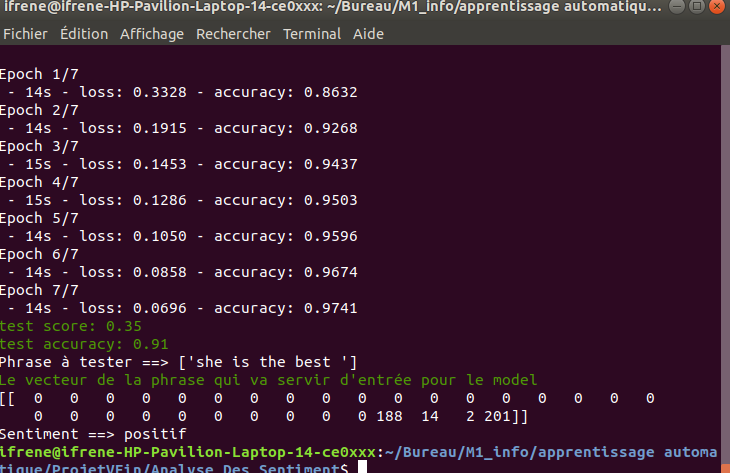 ifrene@ifrene-HP-Pavilion-Laptop-14-ce0xxx: ~/Bureau/M1_info/apprentissage automatiqu...
Fichier Édition Affichage Rechercher Terminal Aide
Epoch 1/7
 - 14s - loss: 0.3328 - accuracy: 0.8632
Epoch 2/7
 - 14s - loss: 0.1915 - accuracy: 0.9268
Epoch 3/7
 - 15s - loss: 0.1453 - accuracy: 0.9437
Epoch 4/7
 - 15s - loss: 0.1286 - accuracy: 0.9503
Epoch 5/7
 - 14s - loss: 0.1050 - accuracy: 0.9596
Epoch 6/7
 - 14s - loss: 0.0858 - accuracy: 0.9674
Epoch 7/7
 - 14s - loss: 0.0696 - accuracy: 0.9741
test score: 0.35
test accuracy: 0.91
Phrase à tester ==> ['she is the best ']
Le vecteur de la phrase qui va servir d'entrée pour le model
[[  0   0   0   0   0   0   0   0   0   0   0   0   0   0   0   0   0   0
    0   0   0   0   0   0   0   0   0   0 188  14   2 201]]
Sentiment ==> positif
ifrene@ifrene-HP-Pavilion-Laptop-14-ce0xxx:~/Bureau/M1_info/apprentissage automa
tique/ProjetVFin/Analyse_Des_Sentiment$